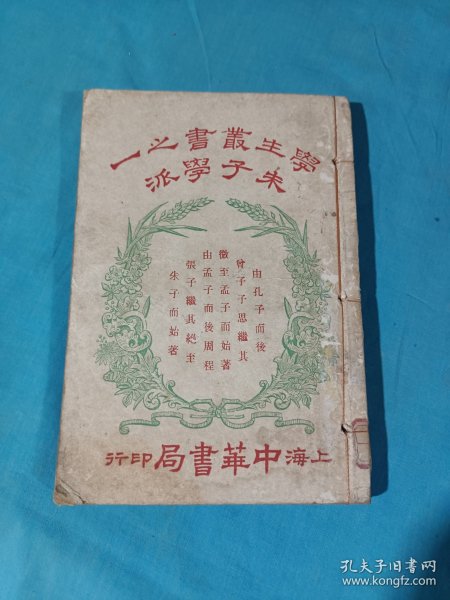 學生叢書之一
朱子學派
由孔子而後
曾子子思繼其
微至孟子而始著
由孟子而後周程
張子繼其絕至
朱子而始著
上海中華書局印行
孔夫子旧书网
www.kongfz.com